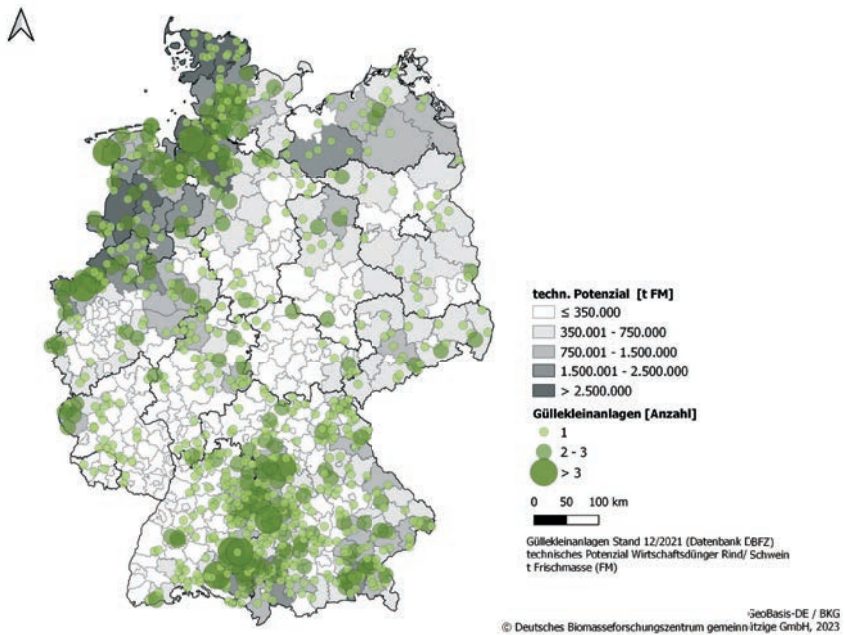 techn. Potenzial [t FM]
≤ 350.000
350.001 - 750.000
750.001 - 1.500.000
1.500.001 - 2.500.000
> 2.500.000
Güllekleinanlagen [Anzahl]
1
2 - 3
> 3
0 50 100 km
Güllekleinanlagen Stand 12/2021 (Datenbank DBFZ)
technisches Potenzial Wirtschaftsdünger Rind/ Schwein
t Frischmasse (FM)
GeoBasis-DE / BKG
© Deutsches Biomasseforschungszentrum gemeinnützige GmbH, 2023